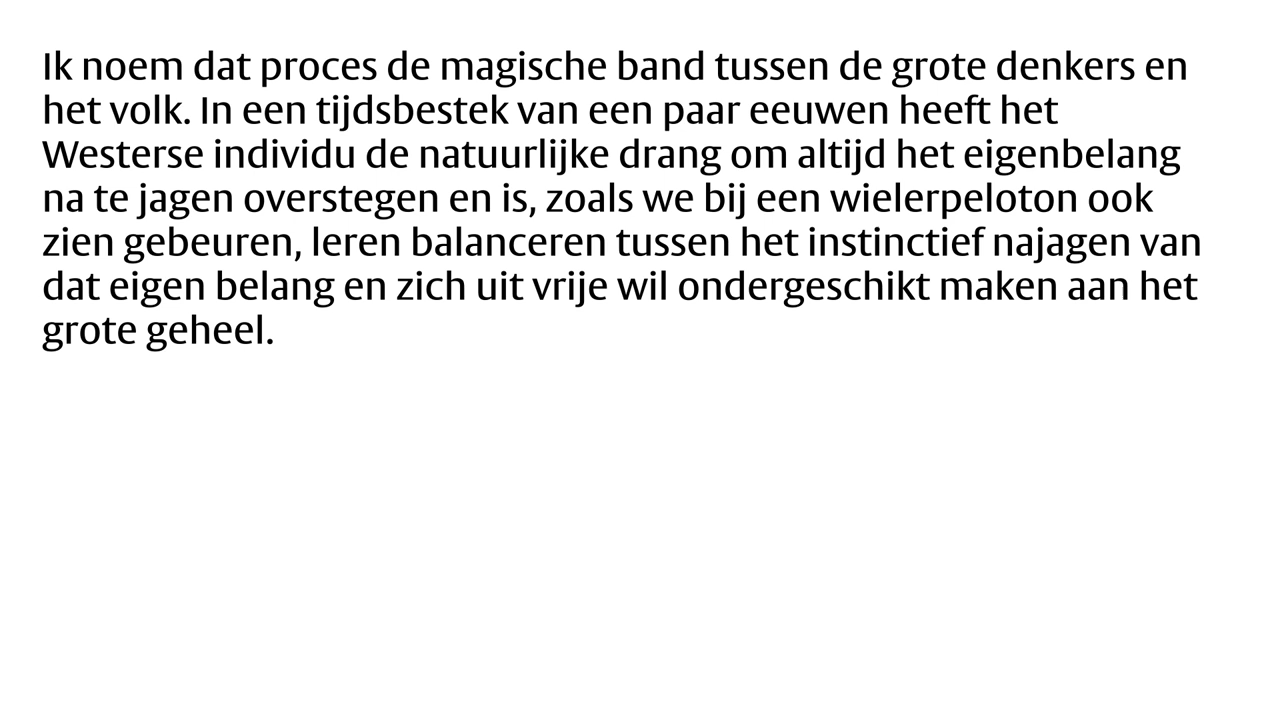 Ik noem dat proces de magische band tussen de grote denkers en
het volk. In een tijdsbestek van een paar eeuwen heeft het
Westerse individu de natuurlijke drang om altijd het eigenbelang
na te jagen overstegen en is, zoals we bij een wielerpeloton ook
zien gebeuren, leren balanceren tussen het instinctief najagen van
dat eigen belang en zich uit vrije wil ondergeschikt maken aan het
grote geheel.